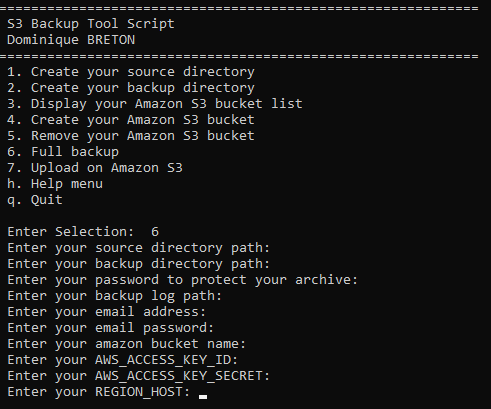 ============================================================
S3 Backup Tool Script
Dominique BRETON
============================================================
1. Create your source directory
2. Create your backup directory
3. Display your Amazon S3 bucket list
4. Create your Amazon S3 bucket
5. Remove your Amazon S3 bucket
6. Full backup
7. Upload on Amazon S3
h. Help menu
q. Quit
Enter Selection:  6
Enter your source directory path:
Enter your backup directory path:
Enter your password to protect your archive:
Enter your backup log path:
Enter your email address:
Enter your email password:
Enter your amazon bucket name:
Enter your AWS_ACCESS_KEY_ID:
Enter your AWS_ACCESS_KEY_SECRET:
Enter your REGION_HOST: _